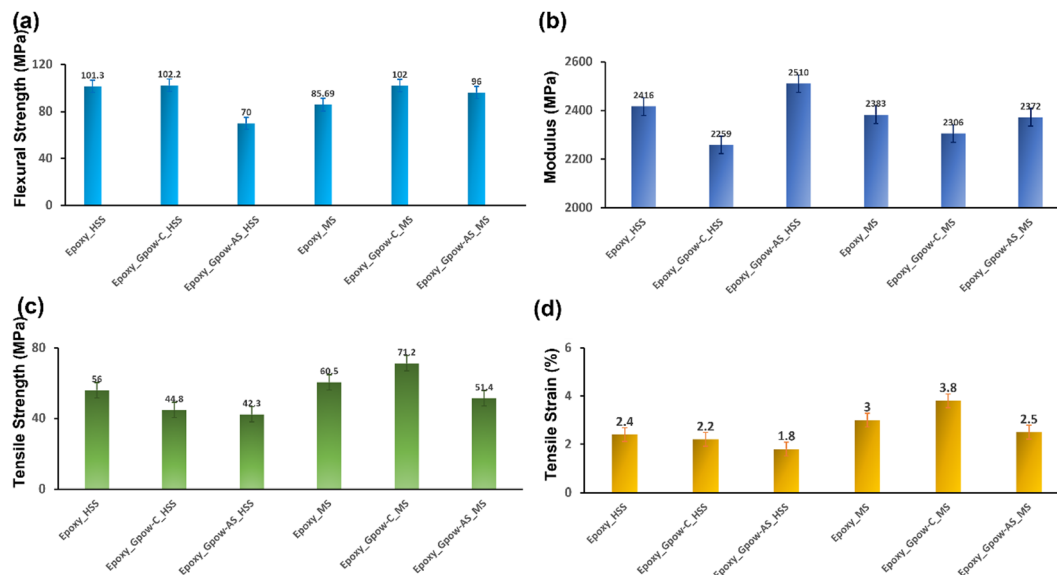 (a)
Flexural Strength (MPa)
120
80
40
0
101.3
102.2
70
85.69
102
96
Epoxy_HSS
Epoxy_Gpow-C_HSS
Epoxy_Gpow-AS_HSS
Epoxy_MS
Epoxy_Gpow-C_MS
Epoxy_Gpow-AS_MS
(b)
Modulus (MPa)
2600
2400
2200
2000
2416
2259
2510
2383
2306
2372
Epoxy_HSS
Epoxy_Gpow-C_HSS
Epoxy_Gpow-AS_HSS
Epoxy_MS
Epoxy_Gpow-C_MS
Epoxy_Gpow-AS_MS
(c)
Tensile Strength (MPa)
80
40
0
56
44.8
42.3
60.5
71.2
51.4
Epoxy_HSS
Epoxy_Gpow-C_HSS
Epoxy_Gpow-AS_HSS
Epoxy_MS
Epoxy_Gpow-C_MS
Epoxy_Gpow-AS_MS
(d)
Tensile Strain (%)
6
4
2
0
2.4
2.2
1.8
3
3.8
2.5
Epoxy_HSS
Epoxy_Gpow-C_HSS
Epoxy_Gpow-AS_HSS
Epoxy_MS
Epoxy_Gpow-C_MS
Epoxy_Gpow-AS_MS